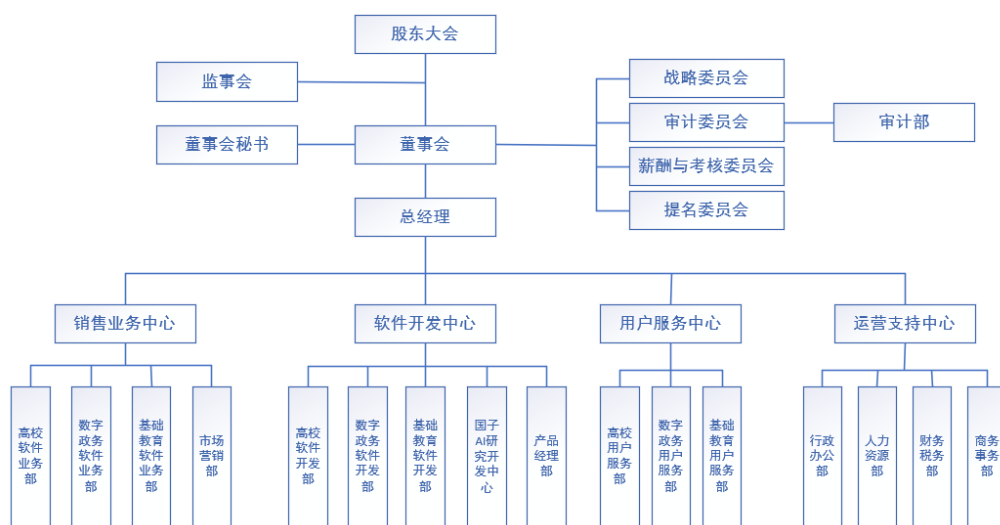 股东大会
监事会
战略委员会
审计委员会
审计部
董事会秘书
董事会
薪酬与考核委员会
提名委员会
总经理
销售业务中心
软件开发中心
用户服务中心
运营支持中心
高校
软件
业务
部
数字
政务
软件
业务
部
基础
教育
软件
业务
部
市场
营销
部
高校
软件
开发
部
数字
政务
软件
开发
部
基础
教育
软件
开发
部
国子
AI研
究开
发中
心
产品
经理
部
高校
用户
服务
部
数字
政务
用户
服务
部
基础
教育
用户
服务
部
行政
办公
部
人力
资源
部
财务
税务
部
商务
事务
部